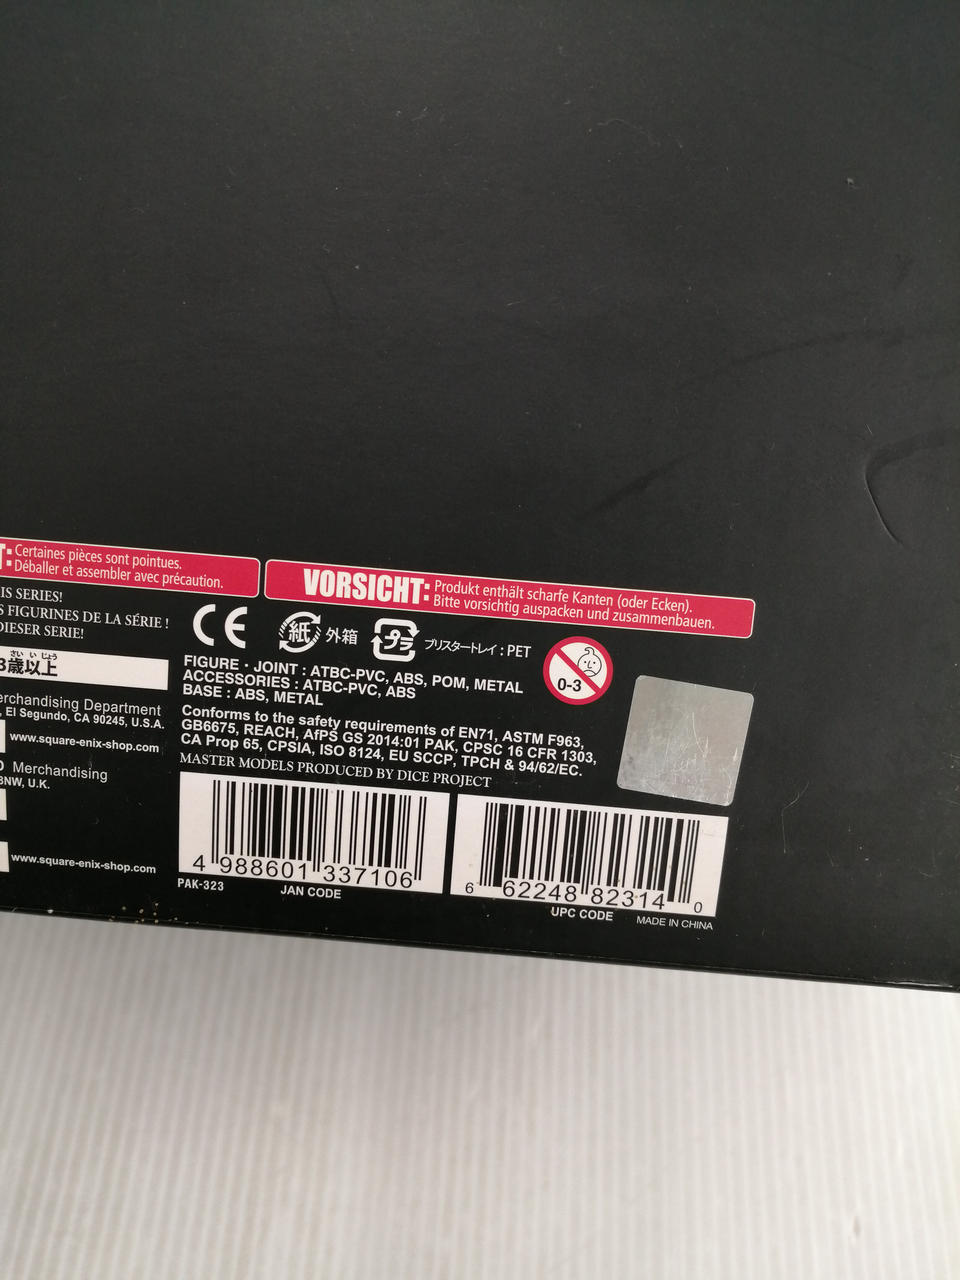 T: Certaines pièces sont pointues.
Déballer et assembler avec précaution.
VORSICHT: Produkt enthält scharfe Kanten (oder Ecken).
Bitte vorsichtig auspacken und zusammenbauen.
IS SERIES!
S FIGURINES DE LA SÉRIE !
DIESER SERIE!
さい い じょう
3歳以上
erchandising Department
, El Segundo, CA 90245, U.S.A.
www.square-enix-shop.com
Merchandising
BNW, U.K.
www.square-enix-shop.com
CE
紙 外箱
プラ ブリスタートレイ : PET
0-3
FIGURE・JOINT : ATBC-PVC, ABS, POM, METAL
ACCESSORIES : ATBC-PVC, ABS
BASE : ABS, METAL
Conforms to the safety requirements of EN71, ASTM F963,
GB6675, REACH, AfPS GS 2014:01 PAK, CPSC 16 CFR 1303,
CA Prop 65, CPSIA, ISO 8124, EU SCCP, TPCH & 94/62/EC.
MASTER MODELS PRODUCED BY DICE PROJECT
4 988601 337106
PAK-323
JAN CODE
6 62248 82314 0
UPC CODE
MADE IN CHINA